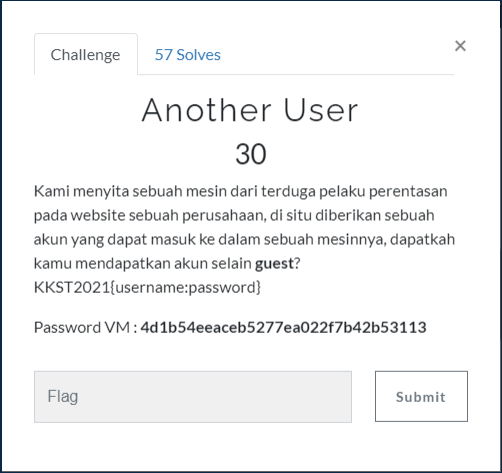 Challenge
57 Solves
×
Another User
30
Kami menyita sebuah mesin dari terduga pelaku perentasan
pada website sebuah perusahaan, di situ diberikan sebuah
akun yang dapat masuk ke dalam sebuah mesinnya, dapatkah
kamu mendapatkan akun selain guest?
KKST2021{username:password}
Password VM : 4d1b54eeaceb5277ea022f7b42b53113
Flag
Submit